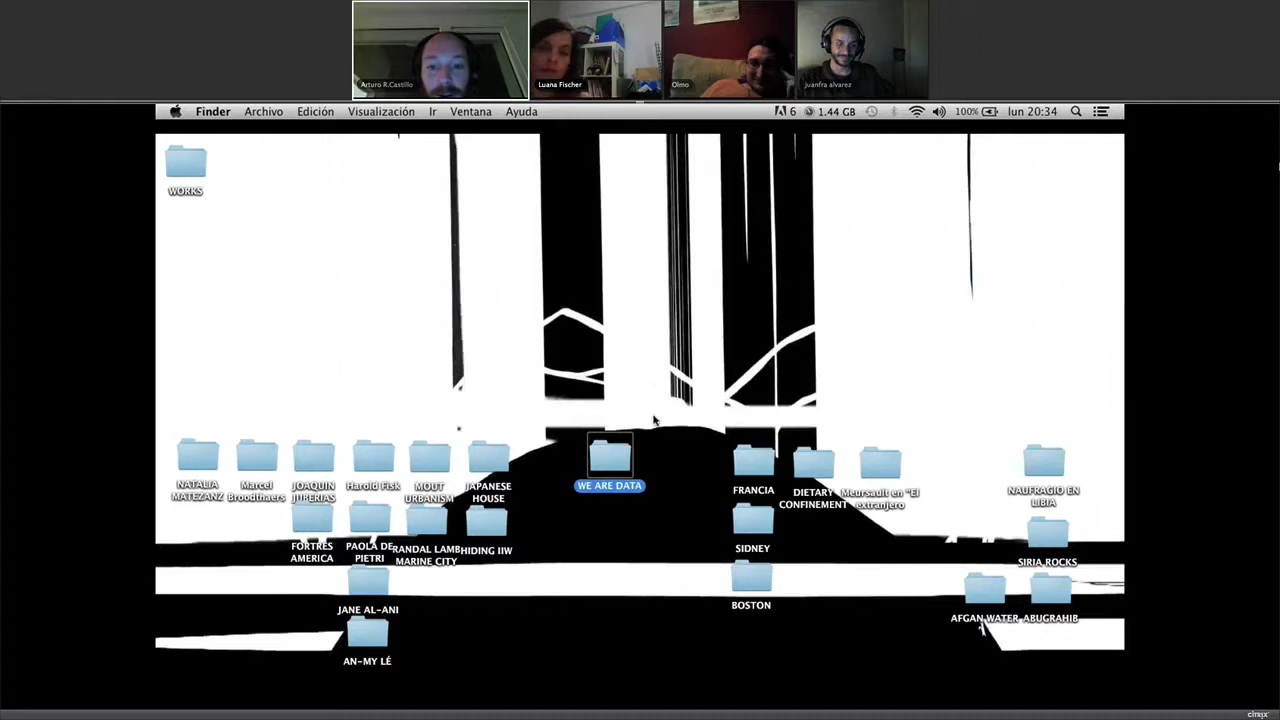 Arturo R.Castillo
Luana Fischer
Olmo
juanfra alvarez
Finder Archivo Edición Visualización Ir Ventana Ayuda
6 1.44 GB 100% lun 20:34
WORKS
NATALIA
MATEZANZ
Marcel
Broodthaers
JOAQUIN
JUBERIAS
Harold Fisk
MOUT
URBANISM
JAPANESE
HOUSE
WE ARE DATA
FRANCIA
DIETARY
CONFINEMENT
Meursault en "El
extranjero
NAUFRAGIO EN
LIBIA
FORTRES
AMERICA
PAOLA DE
PIETRI
RANDAL LAMB
MARINE CITY
HIDING IIW
SIDNEY
SIRIA ROCKS
JANE AL-ANI
BOSTON
AFGAN WATER
ABUGRAHIB
AN-MY LÉ
citrix